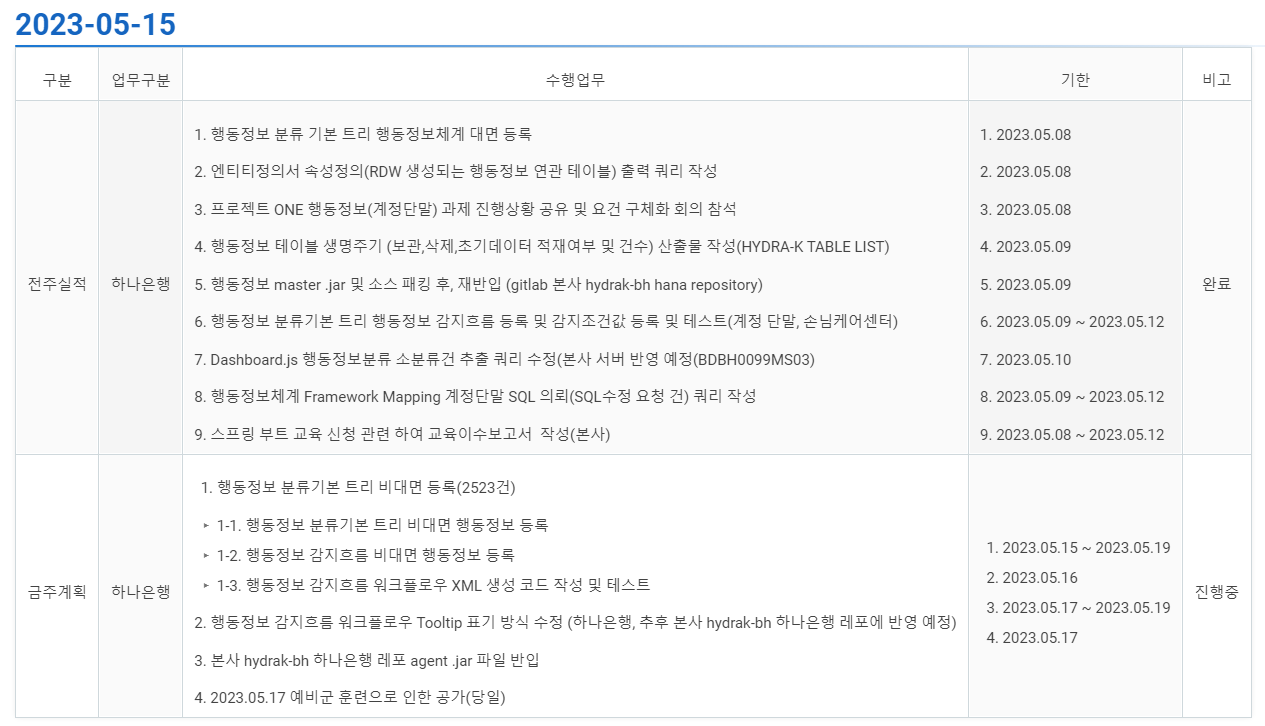 2023-05-15
구분 업무구분 수행업무 기한 비고
전주실적 하나은행
1. 행동정보 분류 기본 트리 행동정보체계 대면 등록
2. 엔티티정의서 속성정의(RDW 생성되는 행동정보 연관 테이블) 출력 쿼리 작성
3. 프로젝트 ONE 행동정보(계정단말) 과제 진행상황 공유 및 요건 구체화 회의 참석
4. 행동정보 테이블 생명주기 (보관,삭제,초기데이터 적재여부 및 건수) 산출물 작성(HYDRA-K TABLE LIST)
5. 행동정보 master .jar 및 소스 패킹 후, 재반입 (gitlab 본사 hydrak-bh hana repository)
6. 행동정보 분류기본 트리 행동정보 감지흐름 등록 및 감지조건값 등록 및 테스트(계정 단말, 손님케어센터)
7. Dashboard.js 행동정보분류 소분류건 추출 쿼리 수정(본사 서버 반영 예정(BDBH0099MS03)
8. 행동정보체계 Framework Mapping 계정단말 SQL 의뢰(SQL수정 요청 건) 쿼리 작성
9. 스프링 부트 교육 신청 관련 하여 교육이수보고서 작성(본사)
1. 2023.05.08
2. 2023.05.08
3. 2023.05.08
4. 2023.05.09
5. 2023.05.09
6. 2023.05.09 ~ 2023.05.12
7. 2023.05.10
8. 2023.05.09 ~ 2023.05.12
9. 2023.05.08 ~ 2023.05.12
완료
금주계획 하나은행
1. 행동정보 분류기본 트리 비대면 등록(2523건)
▸ 1-1. 행동정보 분류기본 트리 비대면 행동정보 등록
▸ 1-2. 행동정보 감지흐름 비대면 행동정보 등록
▸ 1-3. 행동정보 감지흐름 워크플로우 XML 생성 코드 작성 및 테스트
2. 행동정보 감지흐름 워크플로우 Tooltip 표기 방식 수정 (하나은행, 추후 본사 hydrak-bh 하나은행 레포에 반영 예정)
3. 본사 hydrak-bh 하나은행 레포 agent .jar 파일 반입
4. 2023.05.17 예비군 훈련으로 인한 공가(당일)
1. 2023.05.15 ~ 2023.05.19
2. 2023.05.16
3. 2023.05.17 ~ 2023.05.19
4. 2023.05.17
진행중